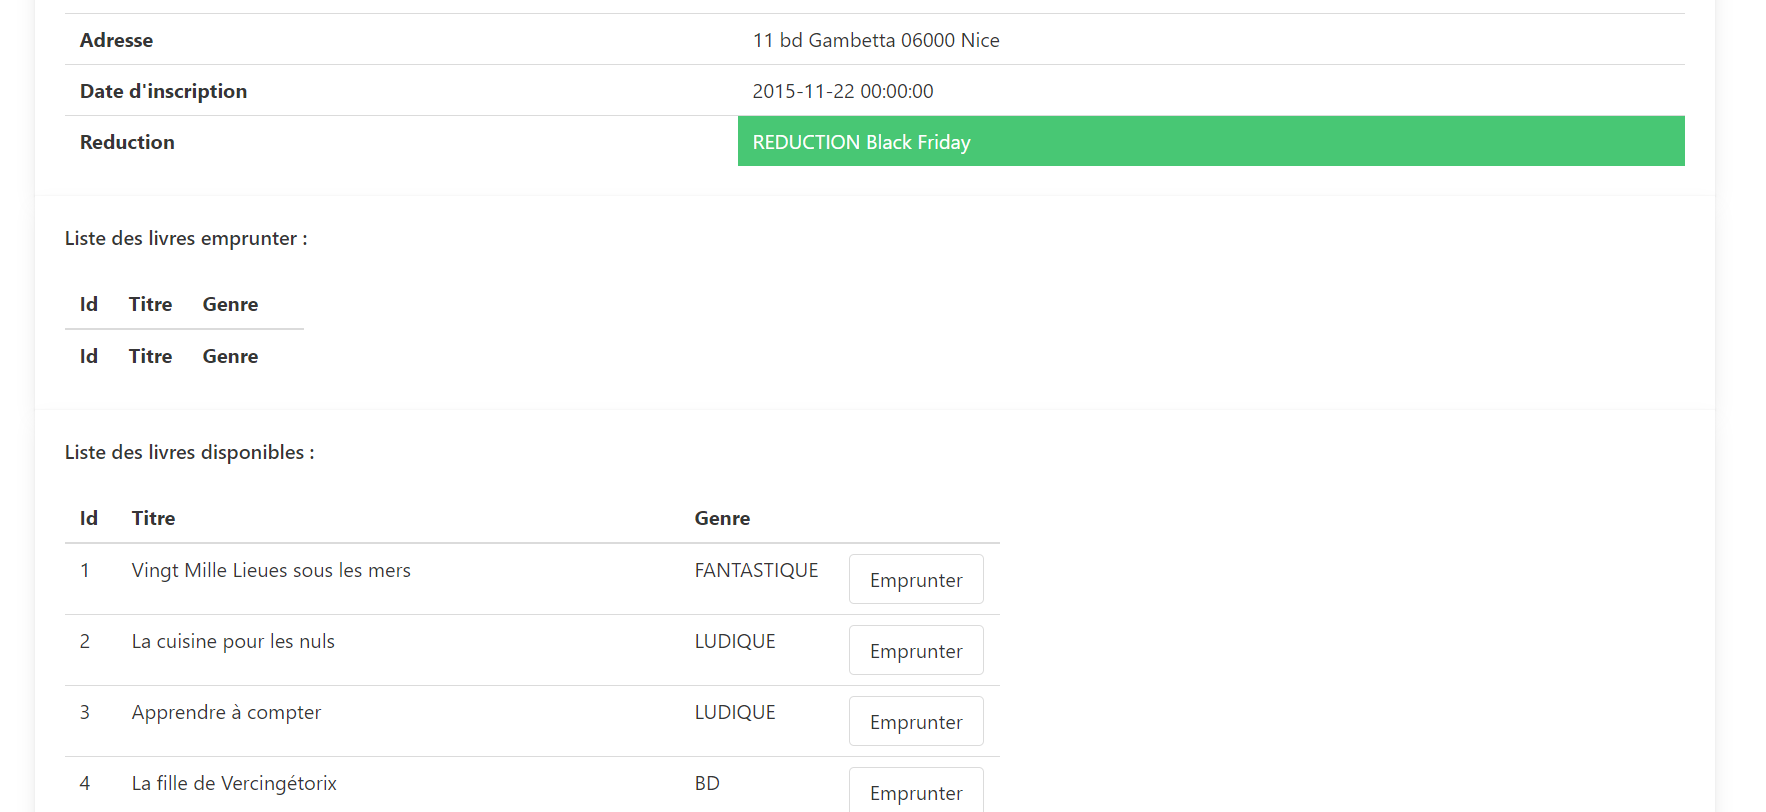 Adresse 11 bd Gambetta 06000 Nice
Date d'inscription 2015-11-22 00:00:00
Reduction REDUCTION Black Friday
Liste des livres emprunter :
Id Titre Genre
Id Titre Genre
Liste des livres disponibles :
Id Titre Genre
1 Vingt Mille Lieues sous les mers FANTASTIQUE Emprunter
2 La cuisine pour les nuls LUDIQUE Emprunter
3 Apprendre à compter LUDIQUE Emprunter
4 La fille de Vercingétorix BD Emprunter